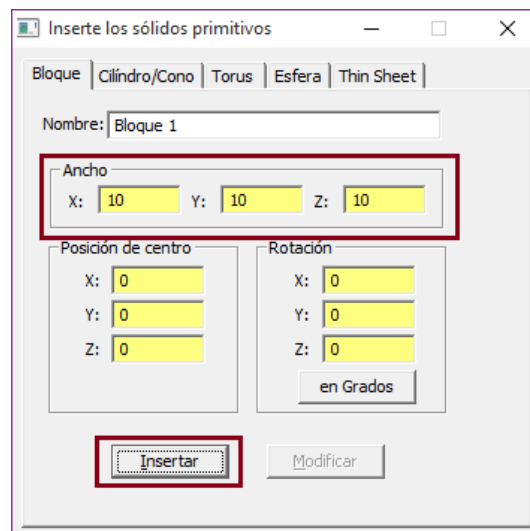 Inserte los sólidos primitivos
Bloque Cilíndro/Cono Torus Esfera Thin Sheet
Nombre: Bloque 1
Ancho
X: 10 Y: 10 Z: 10
Posición de centro
X: 0
Y: 0
Z: 0
Rotación
X: 0
Y: 0
Z: 0
en Grados
Insertar Modificar